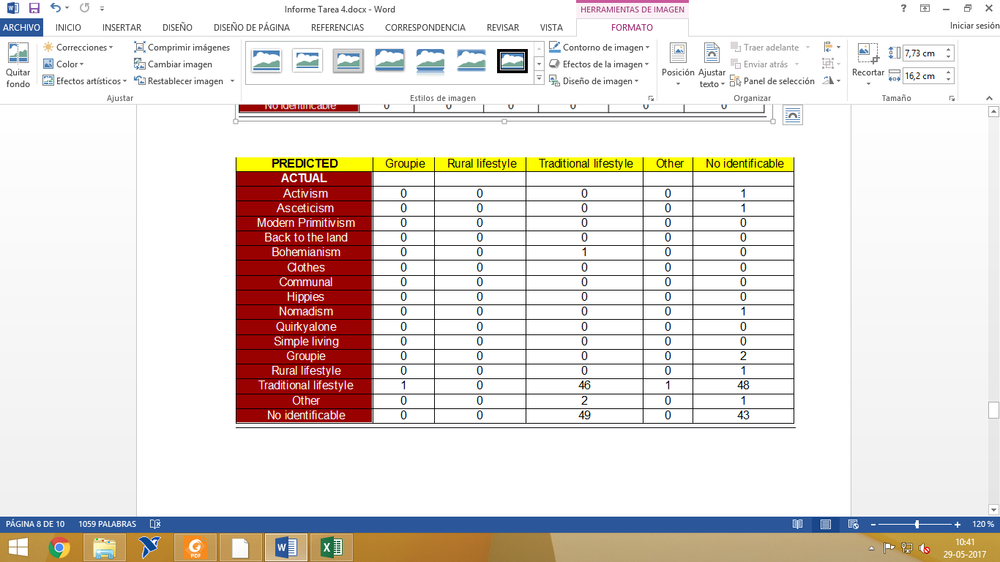 Informe Tarea 4.docx - Word
HERRAMIENTAS DE IMAGEN
?
ARCHIVO INICIO INSERTAR DISEÑO DISEÑO DE PÁGINA REFERENCIAS CORRESPONDENCIA REVISAR VISTA FORMATO Iniciar sesión
Quitar fondo
Correcciones
Color
Efectos artísticos
Comprimir imágenes
Cambiar imagen
Restablecer imagen
Ajustar
Contorno de imagen
Efectos de la imagen
Diseño de imagen
Estilos de imagen
Posición
Ajustar texto
Traer adelante
Enviar atrás
Panel de selección
Organizar
Recortar
7,73 cm
16,2 cm
Tamaño
No identificable 0 0 0 0 0 0
PREDICTED Groupie Rural lifestyle Traditional lifestyle Other No identificable
ACTUAL
Activism 0 0 0 0 1
Asceticism 0 0 0 0 1
Modern Primitivism 0 0 0 0 0
Back to the land 0 0 0 0 0
Bohemianism 0 0 1 0 0
Clothes 0 0 0 0 0
Communal 0 0 0 0 0
Hippies 0 0 0 0 0
Nomadism 0 0 0 0 1
Quirkyalone 0 0 0 0 0
Simple living 0 0 0 0 0
Groupie 0 0 0 0 2
Rural lifestyle 0 0 0 0 1
Traditional lifestyle 1 0 46 1 48
Other 0 0 2 0 1
No identificable 0 0 49 0 43
PÁGINA 8 DE 10 1059 PALABRAS 120 %
PDF
10:41
29-05-2017